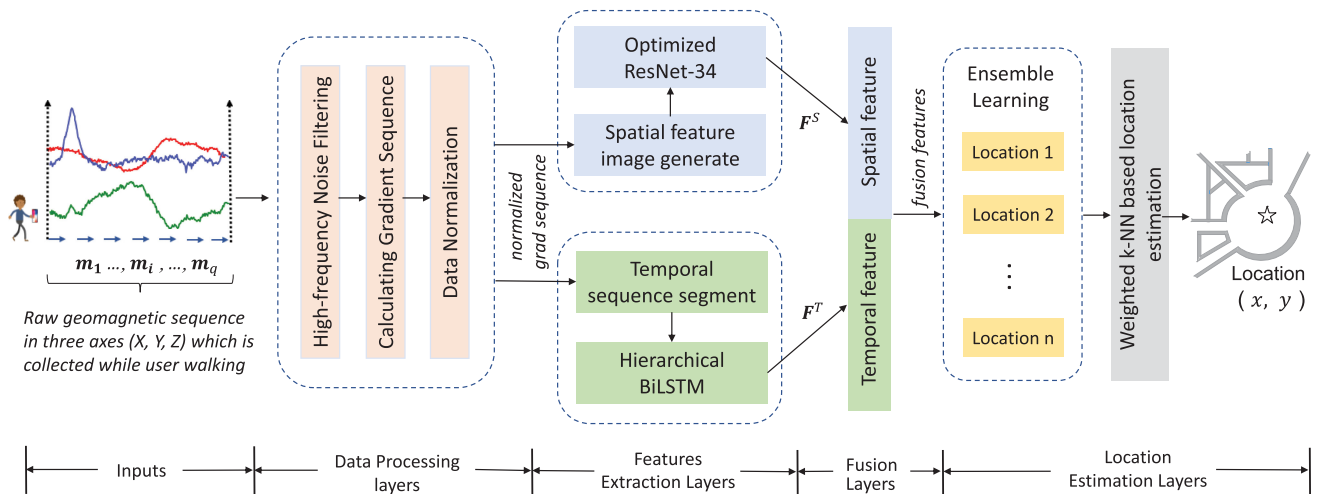 𝒎𝟏 ..., 𝒎𝒊 , ..., 𝒎𝑞
Raw geomagnetic sequence
in three axes (X, Y, Z) which is
collected while user walking
High-frequency Noise Filtering
Calculating Gradient Sequence
Data Normalization
normalized
grad sequence
Optimized
ResNet-34
Spatial feature
image generate
Temporal
sequence segment
Hierarchical
BiLSTM
F^S
F^T
Spatial feature
Temporal feature
fusion features
Ensemble
Learning
Location 1
Location 2
⋮
Location n
Weighted k-NN based location
estimation
Location
( x, y )
Inputs
Data Processing
layers
Features
Extraction Layers
Fusion
Layers
Location
Estimation Layers